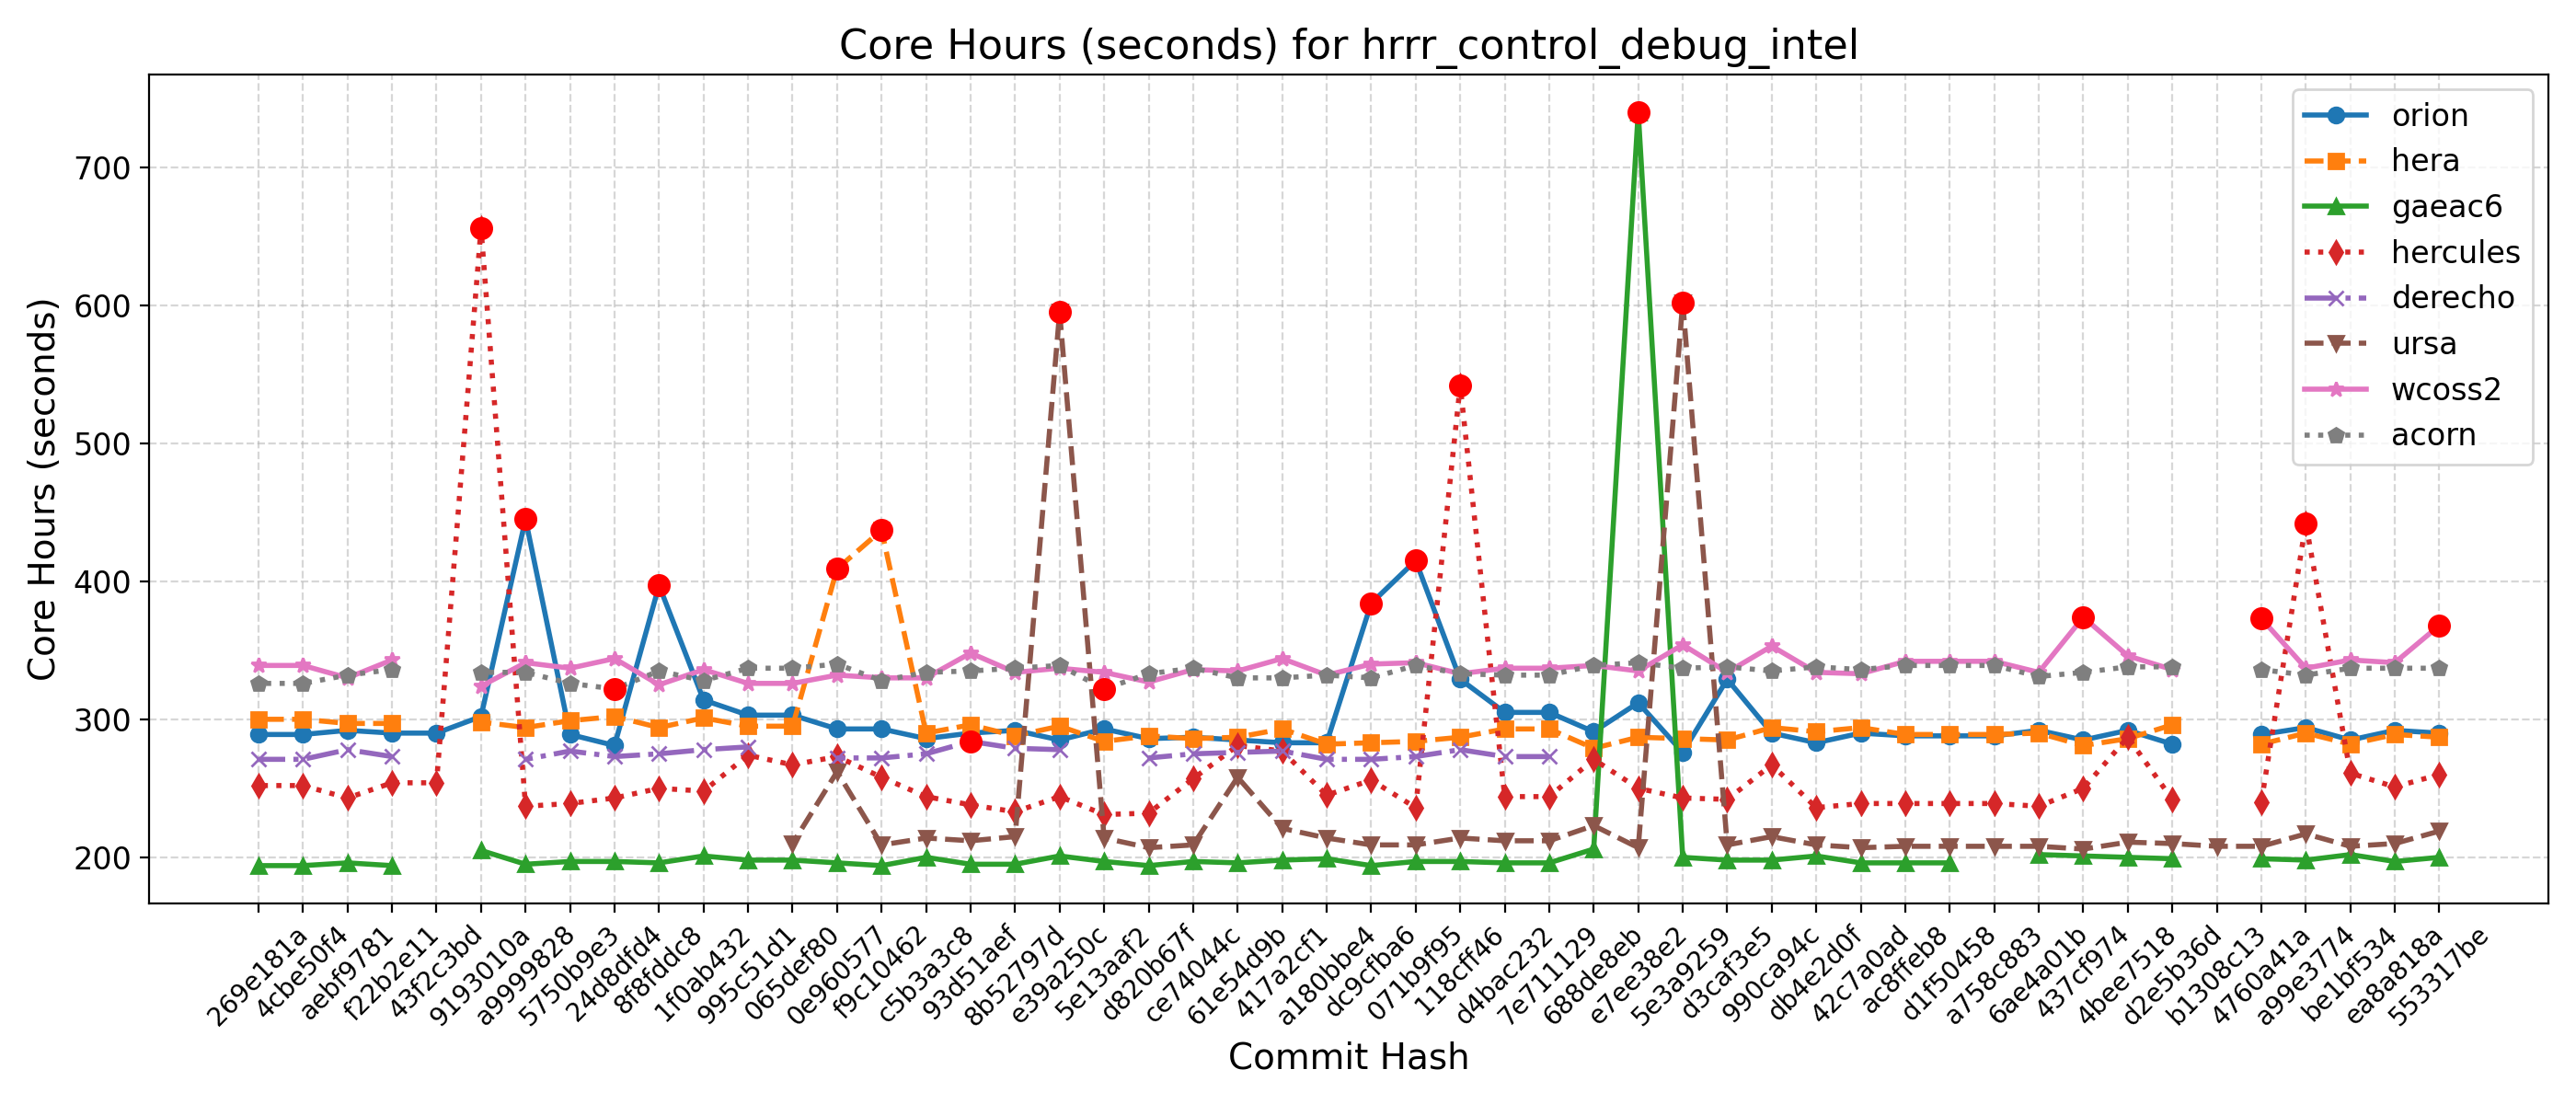 Core Hours (seconds) for hrrr_control_debug_intel
Core Hours (seconds)
700
600
500
400
300
200
orion
hera
gaeac6
hercules
derecho
ursa
wcoss2
acorn
269e181a
4cbe50f4
aebf9781
f22b2e11
43f2c3bd
9193010a
a9999828
5750b9e3
24d8dfd4
8f8fddc8
1f0ab432
995c51d1
065def80
0e960577
f9c10462
c5b3a3c8
93d51aef
8b52797d
e39a250c
5e13aaf2
d820b67f
ce74044c
61e54d9b
417a2cf1
a180bbe4
dc9cfba6
071b9f95
118cff46
d4bac232
7e711129
688de8eb
e7ee38e2
5e3a9259
d3caf3e5
990ca94c
db4e2d0f
42c7a0ad
ac8ffeb8
d1f50458
a758c883
6ae4a01b
437cf974
4bee7518
d2e5b36d
b1308c13
4760a41a
a99e3774
be1bf534
ea8a818a
553317be
Commit Hash